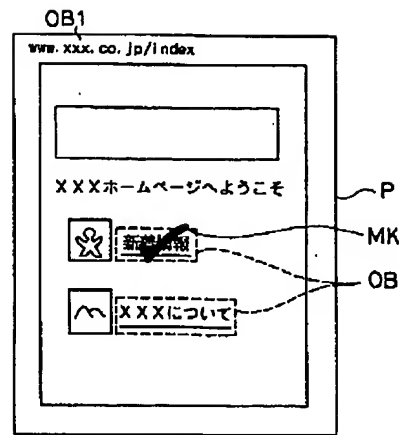 OB1
www.xxx.co.jp/index
XXXホームページへようこそ
P
MK
新着情報
OB
XXXについて